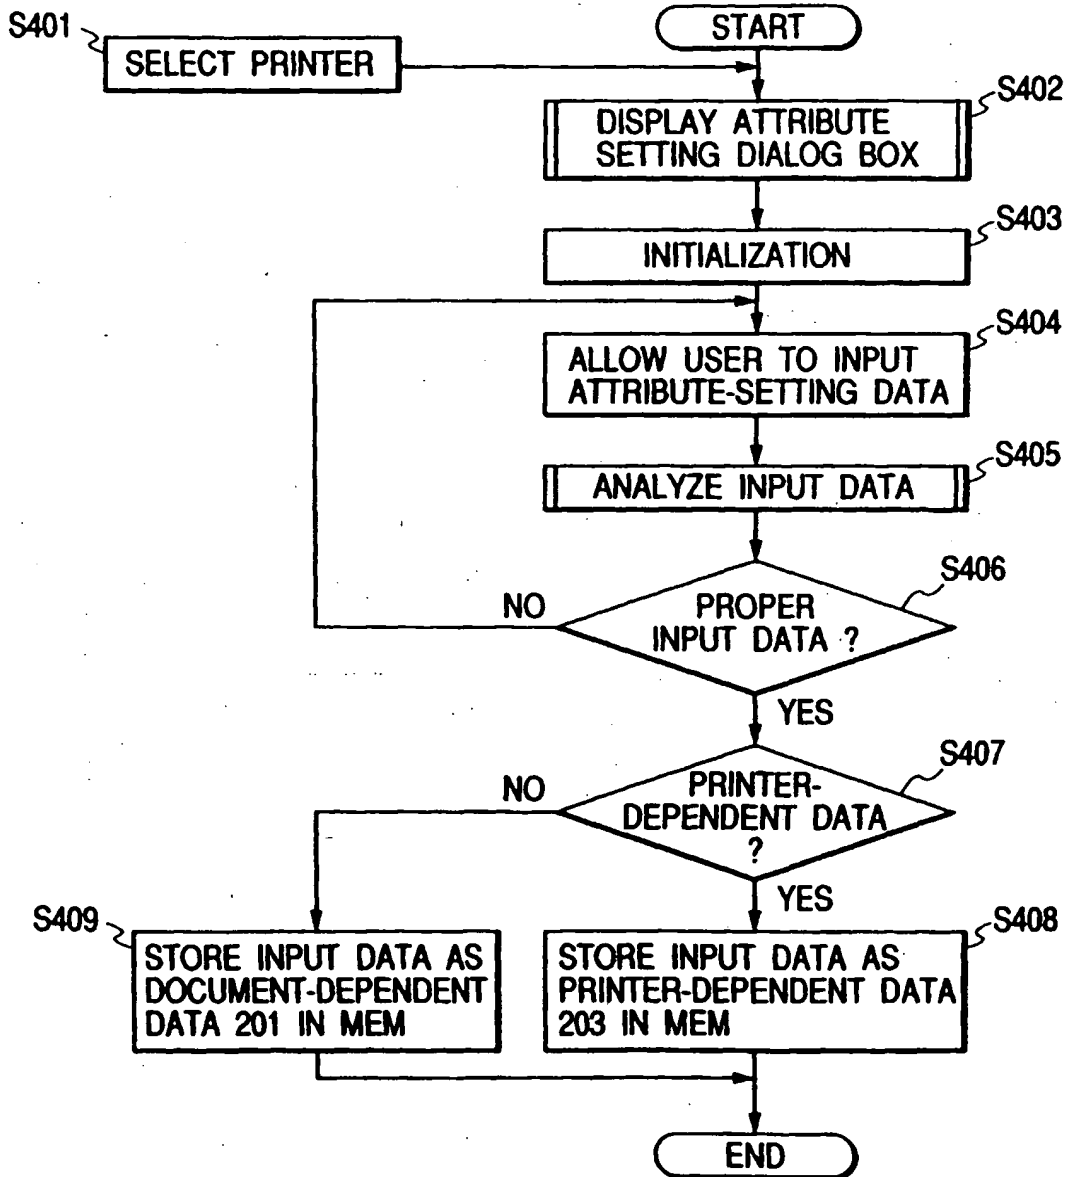 S401
SELECT PRINTER
START
S402
DISPLAY ATTRIBUTE
SETTING DIALOG BOX
S403
INITIALIZATION
S404
ALLOW USER TO INPUT
ATTRIBUTE-SETTING DATA
S405
ANALYZE INPUT DATA
S406
NO
PROPER
INPUT DATA ?
YES
S407
NO
PRINTER-
DEPENDENT DATA
?
YES
S409
STORE INPUT DATA AS
DOCUMENT-DEPENDENT
DATA 201 IN MEM
S408
STORE INPUT DATA AS
PRINTER-DEPENDENT DATA
203 IN MEM
END